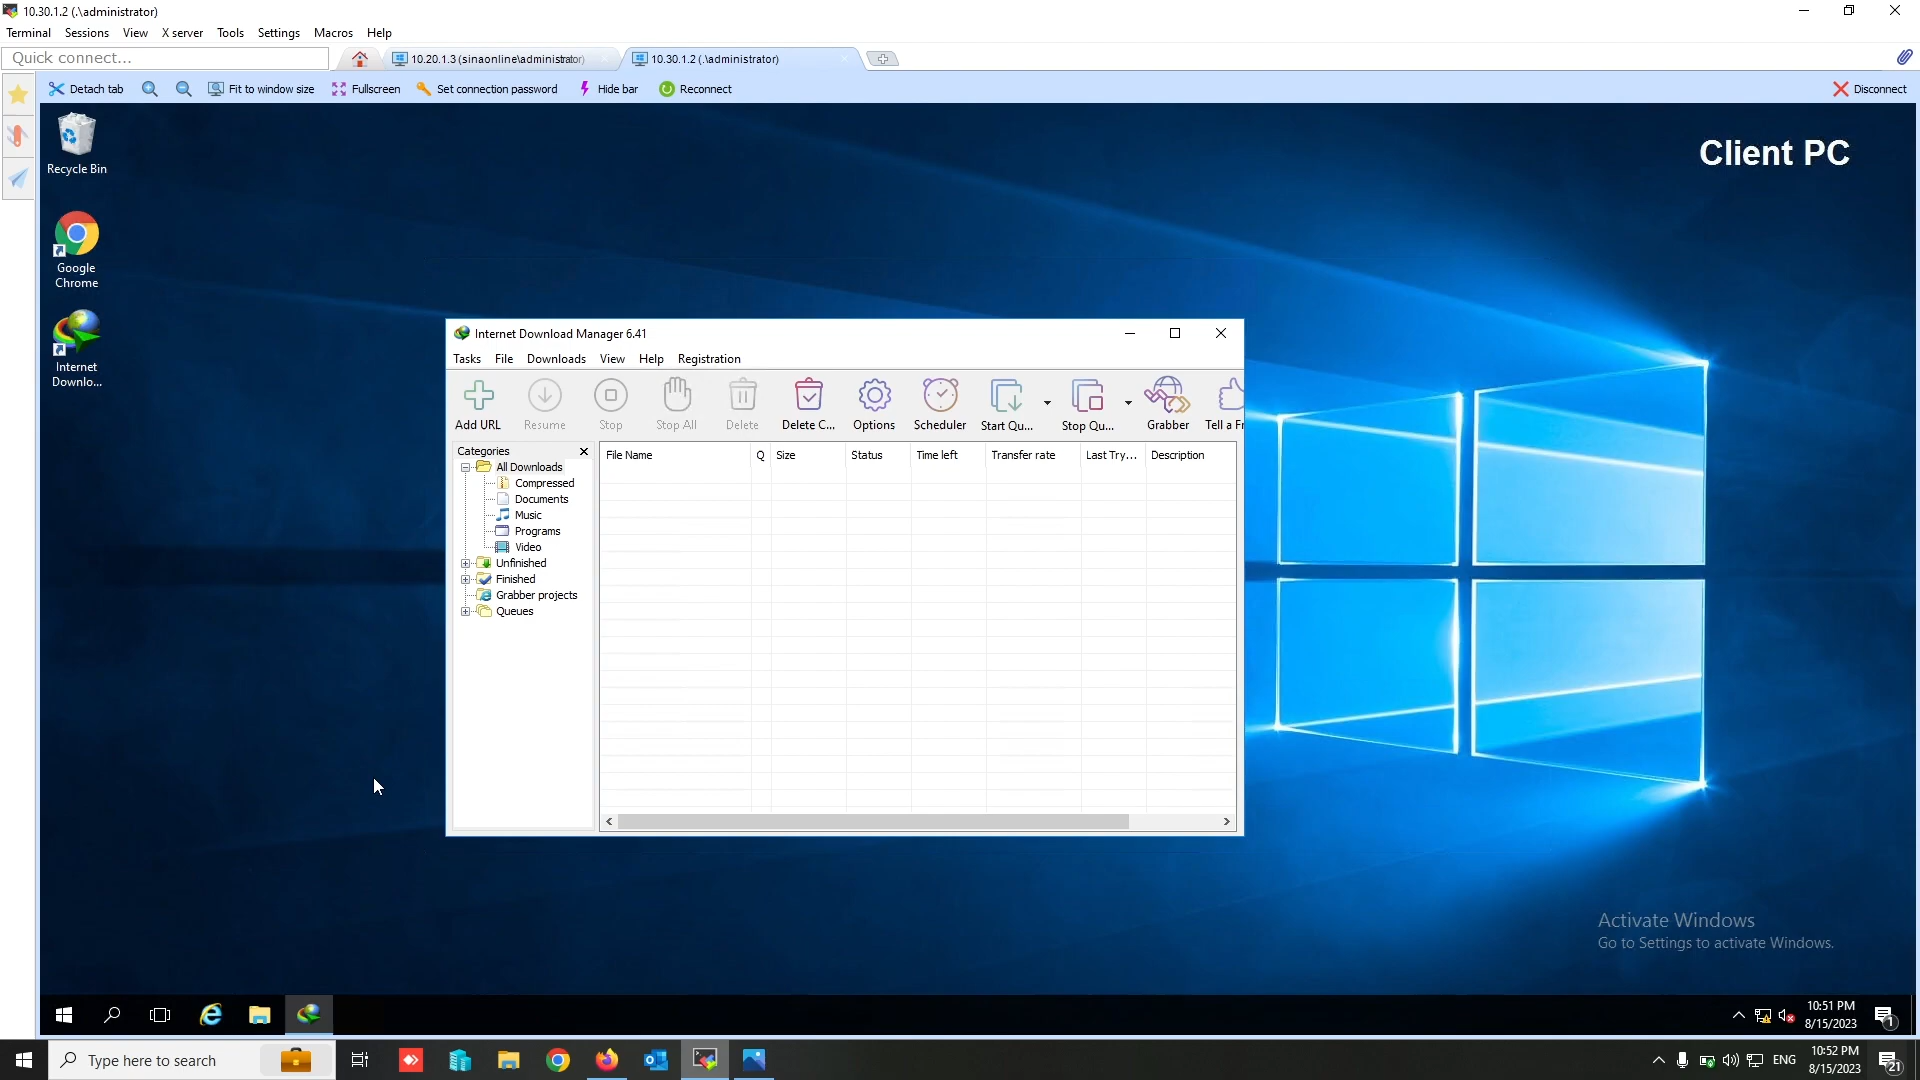 10.30.1.2 (.\administrator)
Terminal Sessions View X server Tools Settings Macros Help
Quick connect...
10.20.1.3 (sinaonline\administrator)
10.30.1.2 (.\administrator)
Detach tab Fit to window size Fullscreen Set connection password Hide bar Reconnect Disconnect
Recycle Bin
Client PC
Google
Chrome
Internet
Downlo...
Internet Download Manager 6.41
Tasks File Downloads View Help Registration
Add URL Resume Stop Stop All Delete Delete C... Options Scheduler Start Qu... Stop Qu... Grabber Tell a Fr
Categories
File Name Q Size Status Time left Transfer rate Last Try... Description
All Downloads
Compressed
Documents
Music
Programs
Video
Unfinished
Finished
Grabber projects
Queues
Activate Windows
Go to Settings to activate Windows.
10:51 PM
8/15/2023
1
Type here to search
ENG
10:52 PM
8/15/2023
21